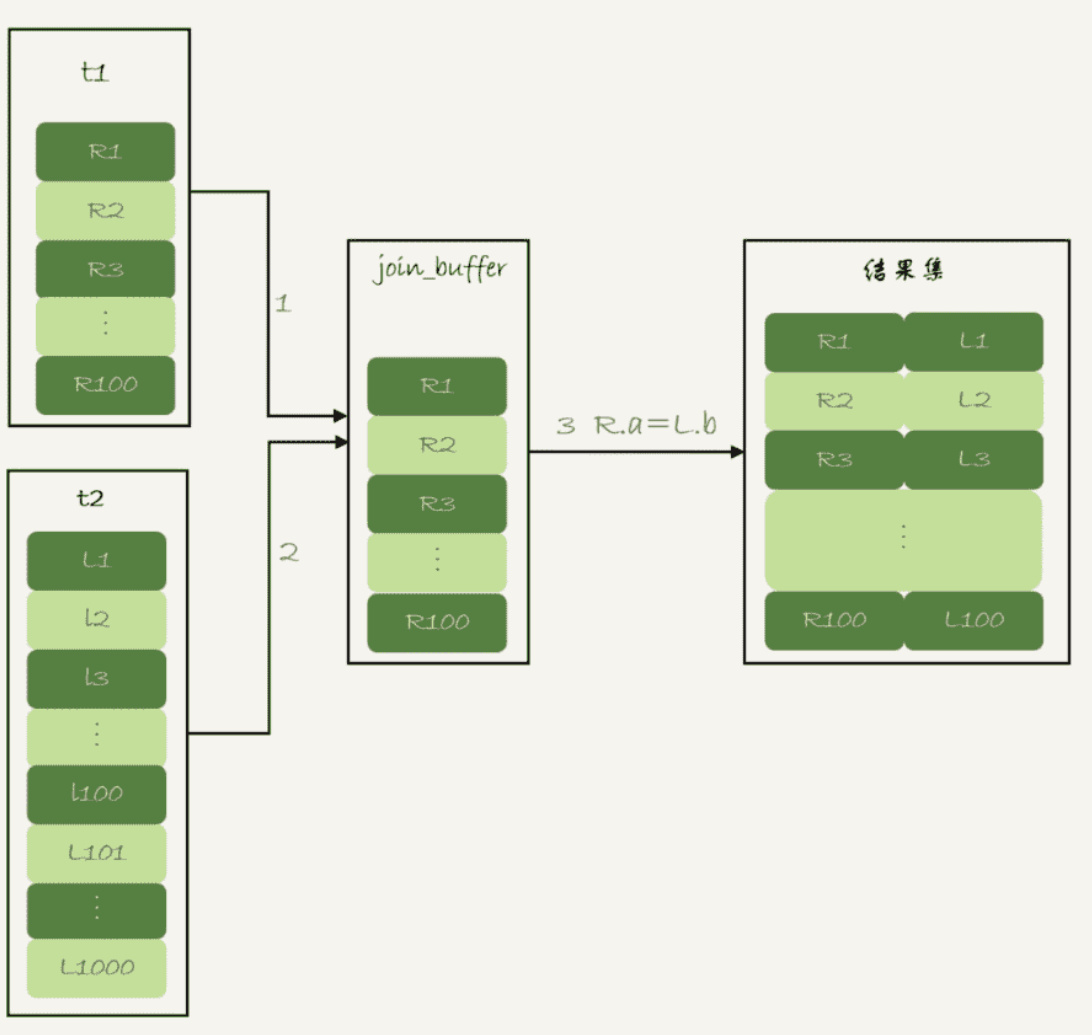 t1
R1
R2
R3
⋮
R100
1
t2
L1
l2
l3
⋮
l100
L101
⋮
L1000
2
join_buffer
R1
R2
R3
⋮
R100
3 R.a=L.b
结果集
R1 L1
R2 L2
R3 L3
⋮
R100 L100